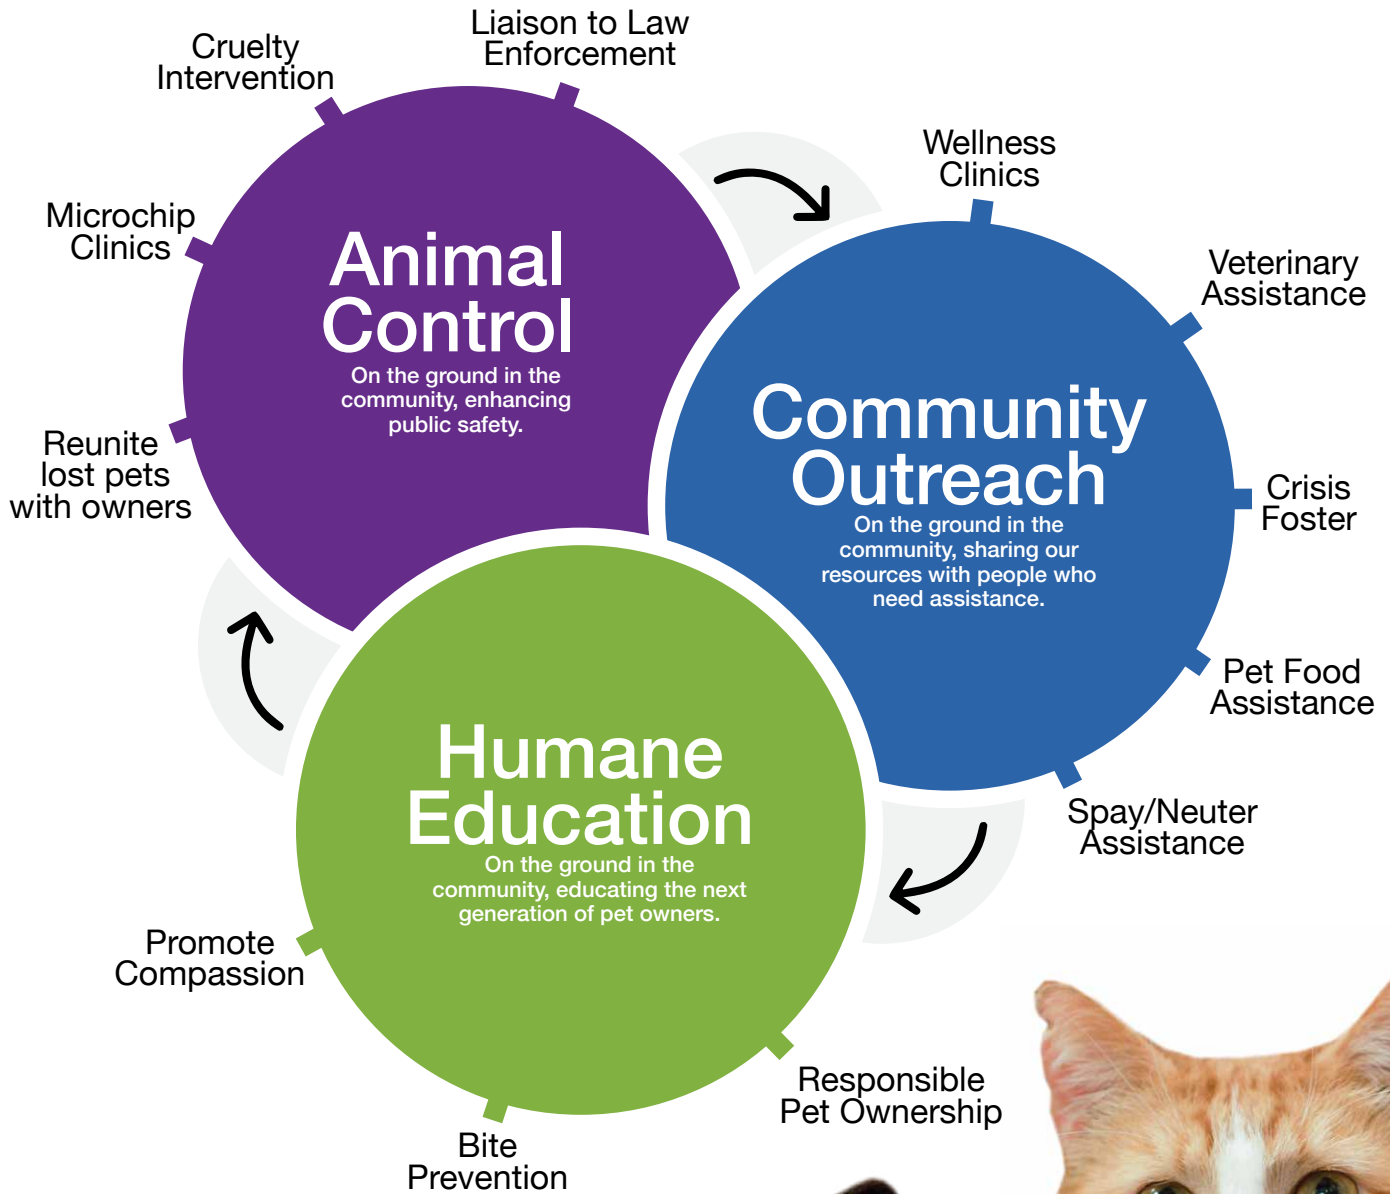 Liaison to Law
Enforcement
Cruelty
Intervention
Microchip
Clinics
Reunite
lost pets
with owners
Animal
Control
On the ground in the
community, enhancing
public safety.
Wellness
Clinics
Veterinary
Assistance
Crisis
Foster
Pet Food
Assistance
Spay/Neuter
Assistance
Community
Outreach
On the ground in the
community, sharing our
resources with people who
need assistance.
Humane
Education
On the ground in the
community, educating the next
generation of pet owners.
Promote
Compassion
Bite
Prevention
Responsible
Pet Ownership